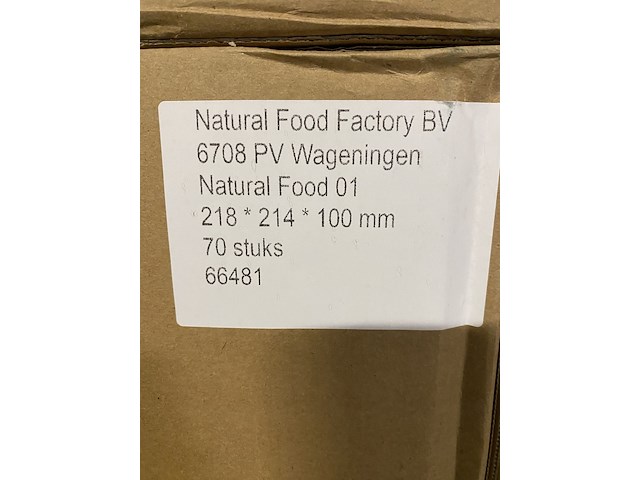 Natural Food Factory BV
6708 PV Wageningen
Natural Food 01
218 * 214 * 100 mm
70 stuks
66481